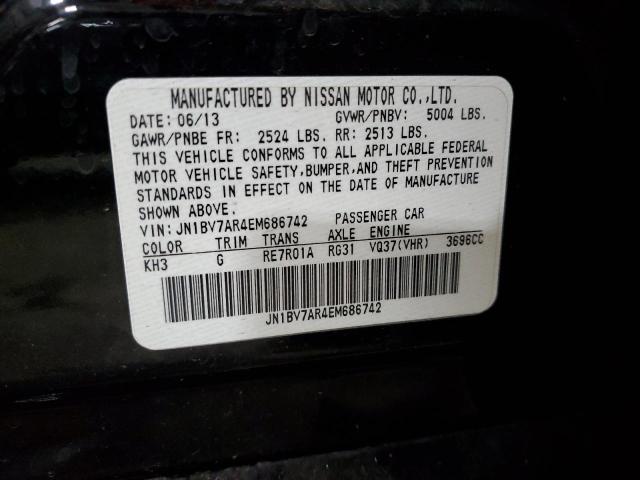 MANUFACTURED BY NISSAN MOTOR CO.,LTD.
DATE: 06/13 GVWR/PNBV: 5004 LBS.
GAWR/PNBE FR: 2524 LBS. RR: 2513 LBS.
THIS VEHICLE CONFORMS TO ALL APPLICABLE FEDERAL
MOTOR VEHICLE SAFETY,BUMPER,AND THEFT PREVENTION
STANDARDS IN EFFECT ON THE DATE OF MANUFACTURE
SHOWN ABOVE.
VIN: JN1BV7AR4EM686742 PASSENGER CAR
COLOR TRIM TRANS AXLE ENGINE
KH3 G RE7R01A RG31 VQ37(VHR) 3696CC
JN1BV7AR4EM686742